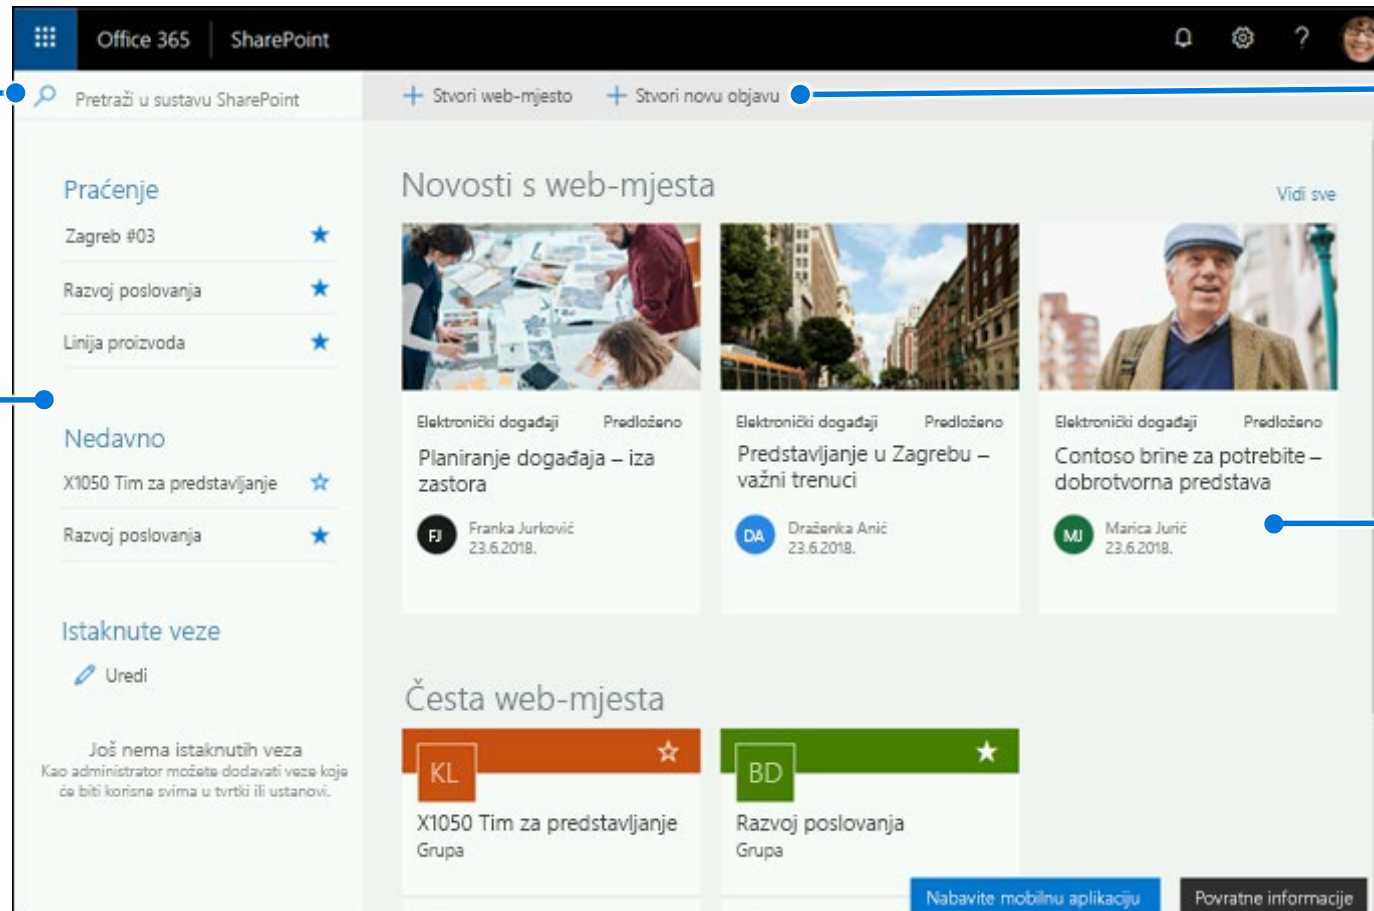 Office 365 SharePoint ?
Pretraži u sustavu SharePoint
Stvori web-mjesto Stvori novu objavu
Praćenje
Zagreb #03
Razvoj poslovanja
Linija proizvoda
Nedavno
X1050 Tim za predstavljanje
Razvoj poslovanja
Istaknute veze
Uredi
Još nema istaknutih veza
Kao administrator možete dodavati veze koje
će biti korisne svima u tvrtki ili ustanovi.
Novosti s web-mjesta
Vidi sve
Elektronički događaji Predloženo
Planiranje događaja – iza
zastora
FJ Franka Jurković
23.6.2018.
Elektronički događaji Predloženo
Predstavljanje u Zagrebu –
važni trenuci
DA Draženka Anić
23.6.2018.
Elektronički događaji Predloženo
Contoso brine za potrebite –
dobrotvorna predstava
MJ Marica Jurić
23.6.2018.
Česta web-mjesta
KL
X1050 Tim za predstavljanje
Grupa
BD
Razvoj poslovanja
Grupa
Nabavite mobilnu aplikaciju
Povratne informacije